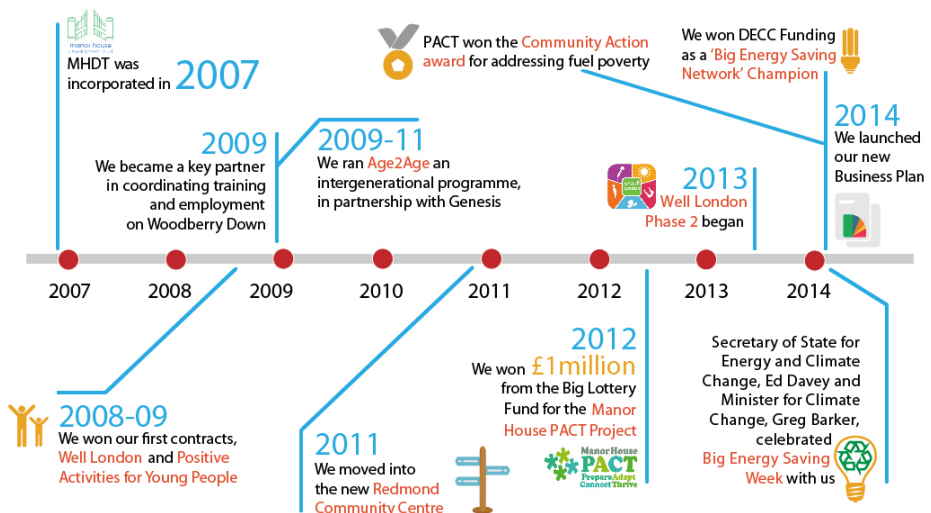 manor house
MHDT was
incorporated in 2007
PACT won the Community Action
award for addressing fuel poverty
We won DECC Funding
as a ‘Big Energy Saving
Network’ Champion
2014
We launched
our new
Business Plan
2009
We became a key partner
in coordinating training
and employment
on Woodberry Down
2009-11
We ran Age2Age an
intergenerational programme,
in partnership with Genesis
2013
Well London
Phase 2 began
2007
2008
2009
2010
2011
2012
2013
2014
2008-09
We won our first contracts,
Well London and Positive
Activities for Young People
2011
We moved into
the new Redmond
Community Centre
2012
We won £1million
from the Big Lottery
Fund for the Manor
House PACT Project
Manor House
PACT
PrepareAdapt
ConnectThrive
Secretary of State for
Energy and Climate
Change, Ed Davey and
Minister for Climate
Change, Greg Barker,
celebrated
Big Energy Saving
Week with us